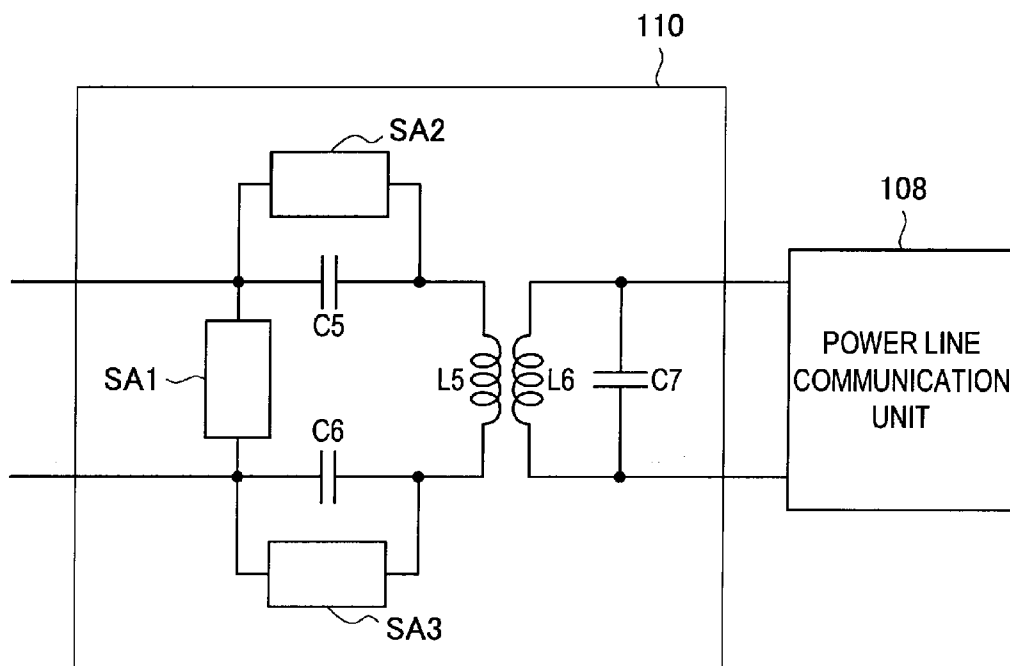 110
SA2
108
C5
SA1
L5
L6
C7
POWER LINE
COMMUNICATION
UNIT
C6
SA3